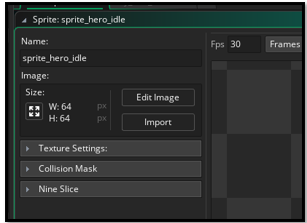 Sprite: sprite_hero_idle
Name:
Fps 30 Frames
sprite_hero_idle
Image:
Size:
W: 64 px
H: 64 px
Edit Image
Import
Texture Settings:
Collision Mask
Nine Slice